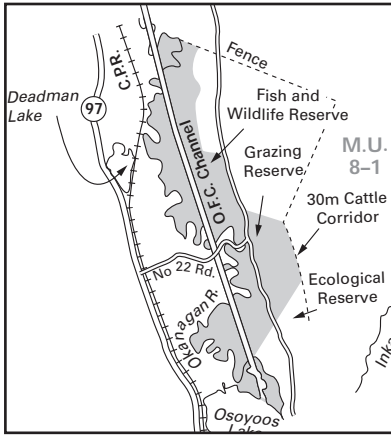 Fence
C.P.R.
Deadman
Lake
97
Fish and
Wildlife Reserve
O.F.C. Channel
Grazing
Reserve
M.U.
8–1
30m Cattle
Corridor
No 22 Rd.
Ecological
Reserve
Okanagan R.
Inka
Osoyoos
Lake